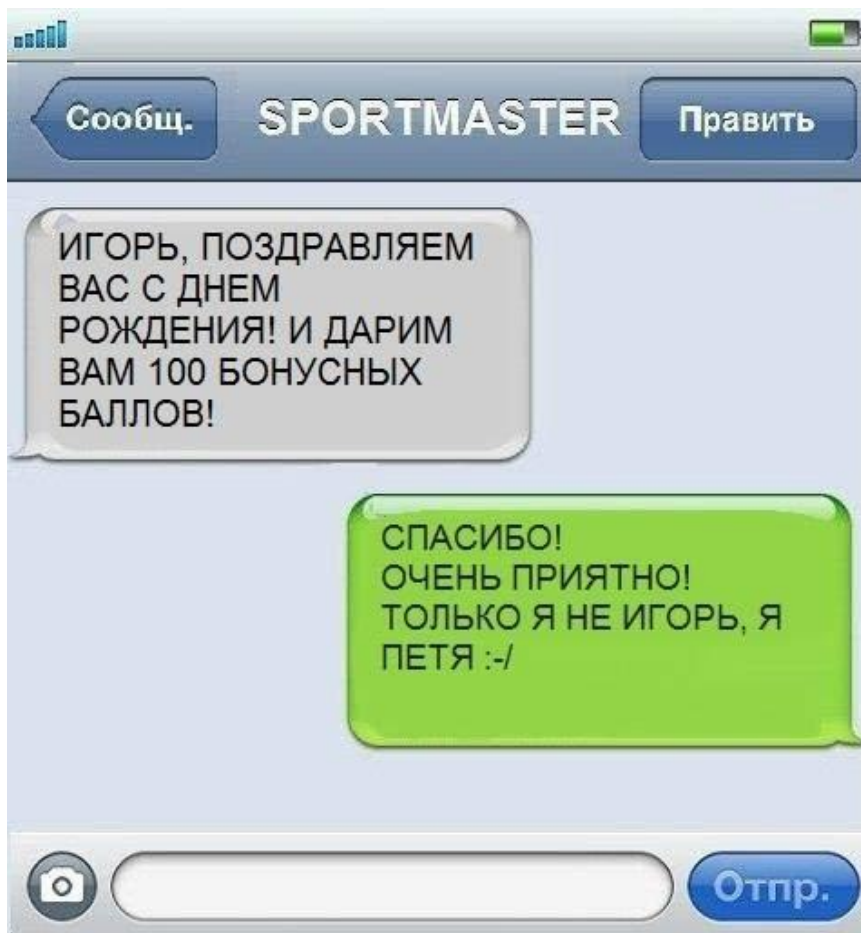 Сообщ. SPORTMASTER Править
ИГОРЬ, ПОЗДРАВЛЯЕМ
ВАС С ДНЕМ
РОЖДЕНИЯ! И ДАРИМ
ВАМ 100 БОНУСНЫХ
БАЛЛОВ!
СПАСИБО!
ОЧЕНЬ ПРИЯТНО!
ТОЛЬКО Я НЕ ИГОРЬ, Я
ПЕТЯ :-/
Отпр.